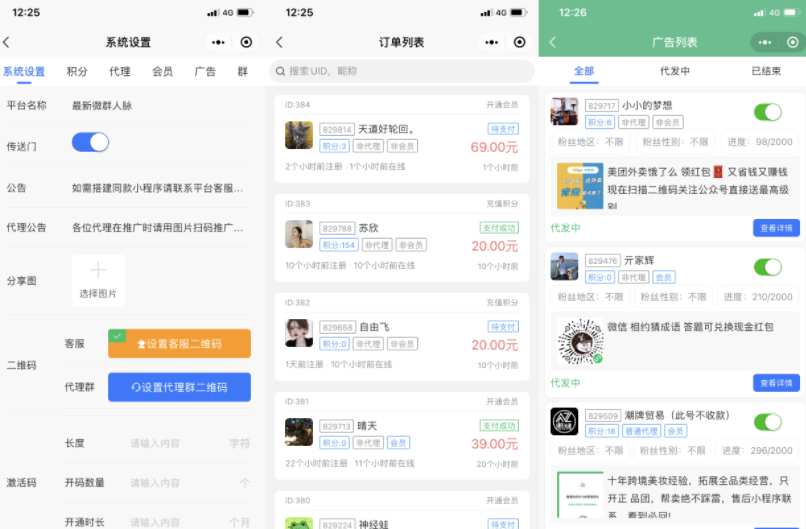 12:25
4G
系统设置
系统设置 积分 代理 会员 广告 群
平台名称 最新微群人脉
传送门
公告 如需搭建同款小程序请联系平台客服...
代理公告 各位代理在推广时请用图片扫码推广...
分享图
选择图片
二维码
客服 设置客服二维码
代理群 设置代理群二维码
激活码
长度 请输入内容 字符
开码数量 请输入内容 个
开通时长 请输入内容 个月
12:25
4G
订单列表
搜索UID，昵称
ID:384 开通会员
829814 天道好轮回。 待支付
积分:3 非代理 非会员 69.00元
2个小时前注册 · 1个小时前在线 1个小时前
ID:383 充值积分
829788 苏欣 支付成功
积分:154 非代理 非会员 20.00元
10个小时前注册 · 10个小时前在线 10个小时前
ID:382 充值积分
829658 自由飞 待支付
积分:0 非代理 非会员 20.00元
1天前注册 · 10个小时前在线 10个小时前
ID:381 开通会员
829713 晴天 支付成功
积分:0 非代理 会员 39.00元
22个小时前注册 · 11个小时前在线 20个小时前
ID:380 开通会员
829224 神经蛙 待支付
12:26
4G
广告列表
全部 代发中 已结束
829717 小小的梦想
积分:6 非代理 非会员
粉丝地区：不限 粉丝性别：不限 进度：98/2000
美团外卖饿了么 领红包🧧 又省钱又赚钱
现在扫描二维码关注公众号直接送最高级
别
代发中 查看详情
829476 亓家辉
积分:0 非代理 会员
粉丝地区：不限 粉丝性别：不限 进度：210/2000
微信 相约猜成语 答题可兑换现金红包
代发中 查看详情
829509 潮牌贸易（此号不收款）
积分:18 普通代理 会员
粉丝地区：不限 粉丝性别：不限 进度：296/2000
十年跨境美妆经验，拓展全品类经营，只
开正 品团，帮卖绝不踩雷，售后小程序联
系，看到必回！